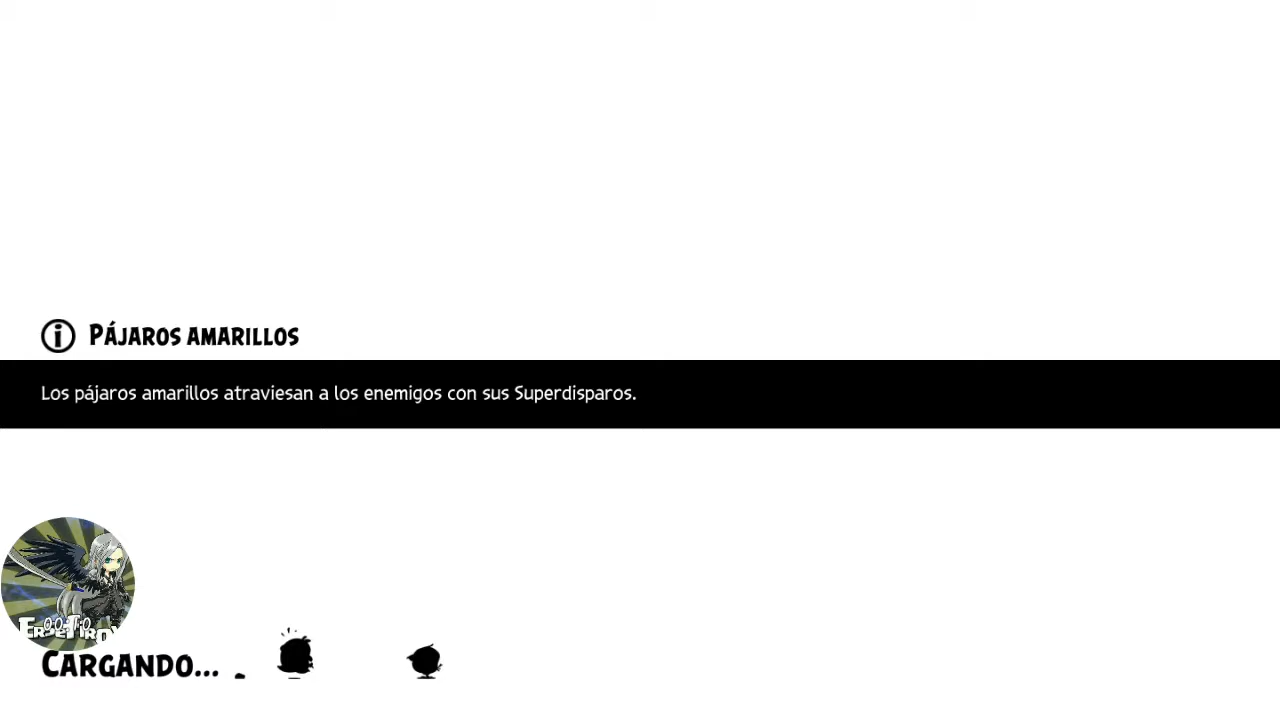 PÁJAROS AMARILLOS
Los pájaros amarillos atraviesan a los enemigos con sus Superdisparos.
CARGANDO...